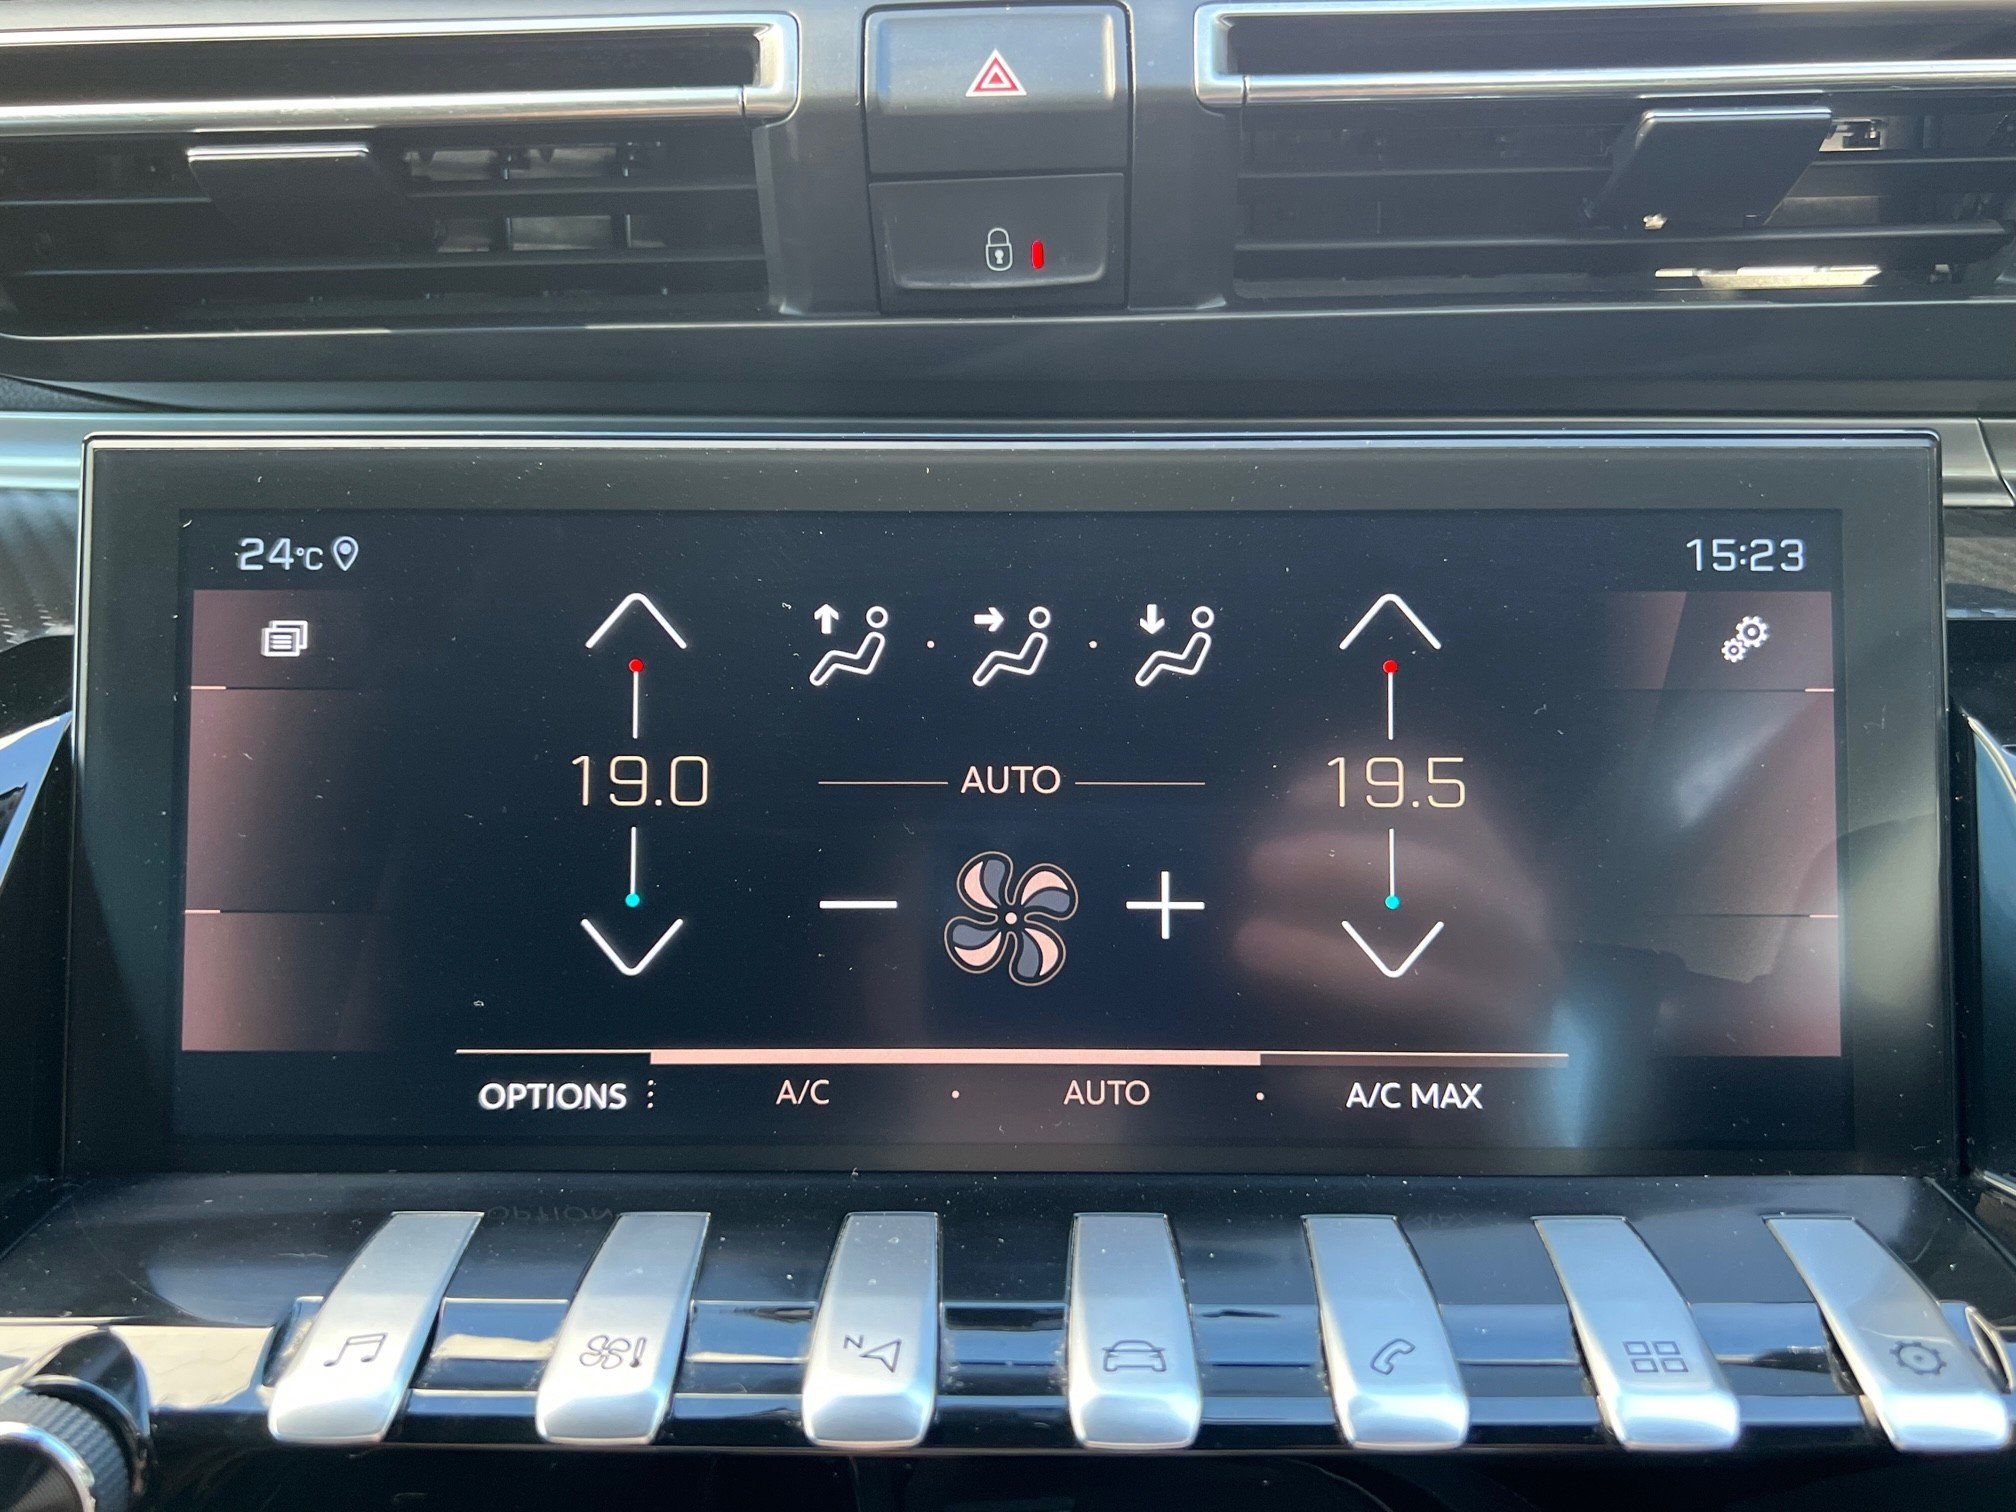 24°C 15:23
19.0 AUTO 19.5
OPTIONS A/C · AUTO · A/C MAX
N